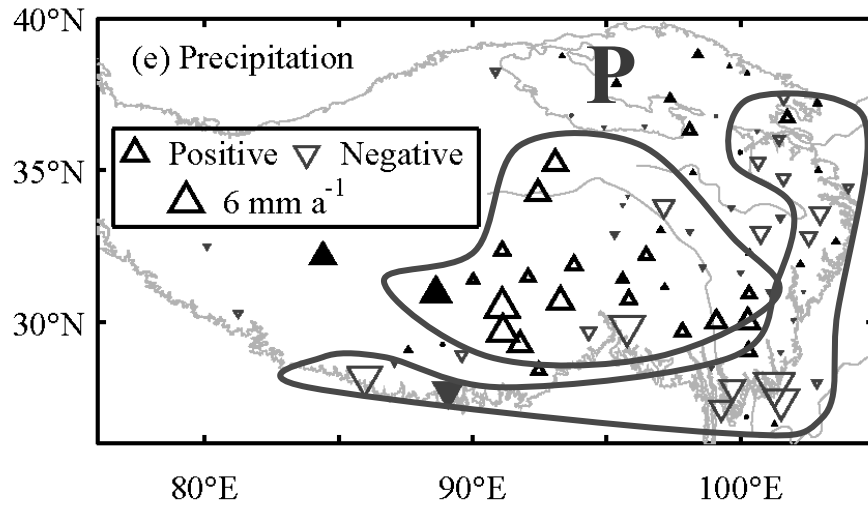 40°N
(e) Precipitation
P
Positive Negative
6 mm a⁻¹
35°N
30°N
80°E 90°E 100°E